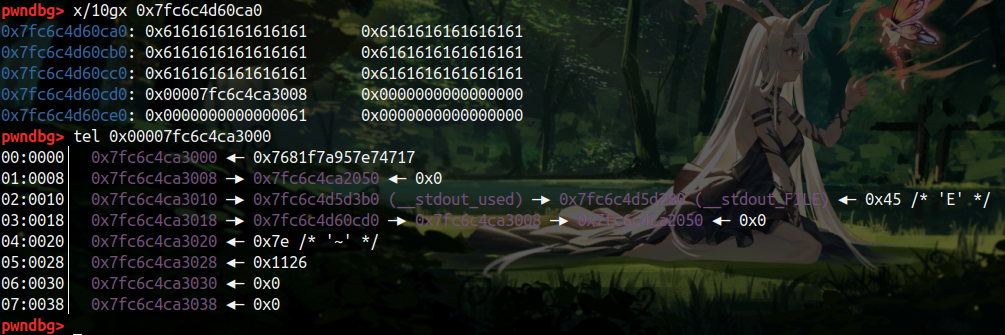 pwndbg> x/10gx 0x7fc6c4d60ca0
0x7fc6c4d60ca0: 0x6161616161616161 0x6161616161616161
0x7fc6c4d60cb0: 0x6161616161616161 0x6161616161616161
0x7fc6c4d60cc0: 0x6161616161616161 0x6161616161616161
0x7fc6c4d60cd0: 0x00007fc6c4ca3008 0x0000000000000000
0x7fc6c4d60ce0: 0x0000000000000061 0x0000000000000000
pwndbg> tel 0x00007fc6c4ca3000
00:0000│ 0x7fc6c4ca3000 ◂— 0x7681f7a957e74717
01:0008│ 0x7fc6c4ca3008 —▸ 0x7fc6c4ca2050 ◂— 0x0
02:0010│ 0x7fc6c4ca3010 —▸ 0x7fc6c4d5d3b0 (__stdout_used) —▸ (__stdout_FILE) ◂— 0x45 /* 'E' */
03:0018│ 0x7fc6c4ca3018 —▸ 0x7fc6c4d60cd0 —▸ 0x7fc6c4ca3008 —▸ 0x7fc6c4ca2050 ◂— 0x0
04:0020│ 0x7fc6c4ca3020 ◂— 0x7e /* '~' */
05:0028│ 0x7fc6c4ca3028 ◂— 0x1126
06:0030│ 0x7fc6c4ca3030 ◂— 0x0
07:0038│ 0x7fc6c4ca3038 ◂— 0x0
pwndbg>